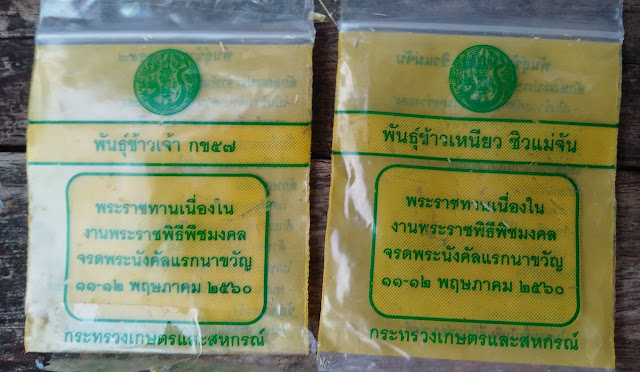 พันธุ์ข้าวเจ้า กข๕๗
พระราชทานเนื่องใน
งานพระราชพิธีพืชมงคล
จรดพระนังคัลแรกนาขวัญ
๑๑-๑๒ พฤษภาคม ๒๕๖๐
กระทรวงเกษตรและสหกรณ์
พันธุ์ข้าวเหนียว ซิวแม่จัน
พระราชทานเนื่องใน
งานพระราชพิธีพืชมงคล
จรดพระนังคัลแรกนาขวัญ
๑๑-๑๒ พฤษภาคม ๒๕๖๐
กระทรวงเกษตรและสหกรณ์